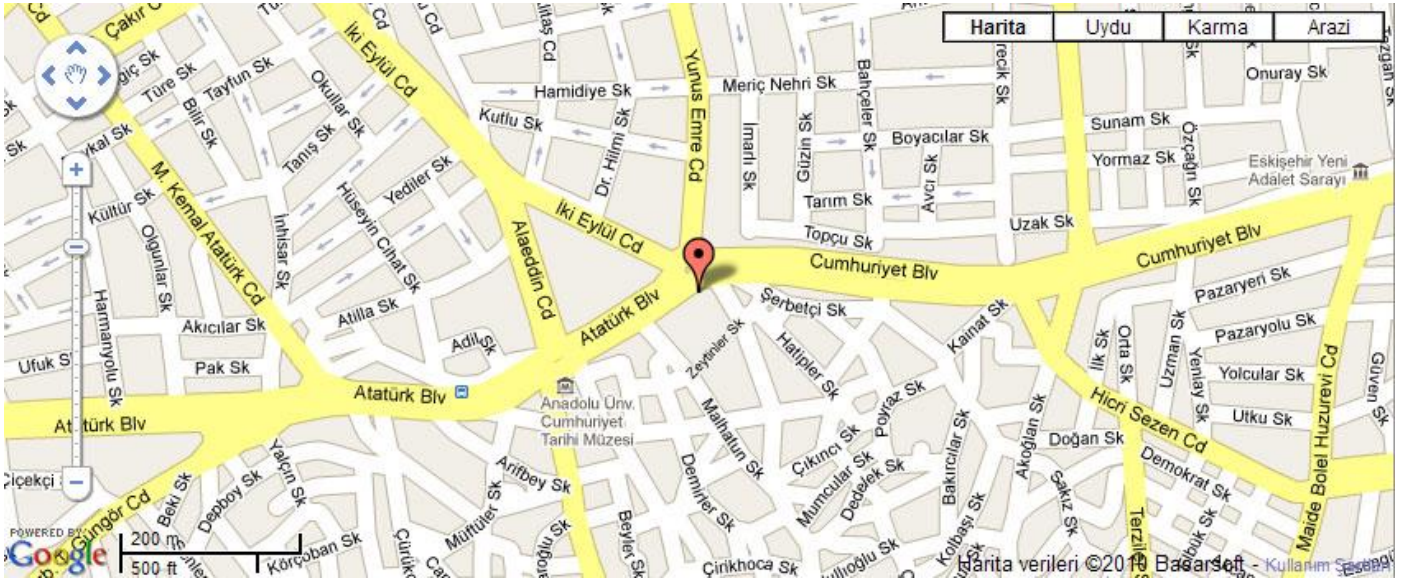 Harita
Uydu
Karma
Arazi
Çakır
İki Eylül Cd
Yunus Emre Cd
Tayfun Sk
Türe Sk
Bilir Sk
Okullar Sk
Tanış Sk
Hamidiye Sk
Meriç Nehri Sk
Bahçeler Sk
Onuray Sk
Kutlu Sk
Dr. Hilmi Sk
İmarlı Sk
Güzin Sk
Boyacılar Sk
Sunam Sk
Özçağrı Sk
Yormaz Sk
Eskişehir Yeni
Adalet Sarayı
M. Kemal Atatürk Cd
Kültür Sk
Olgunlar Sk
İnhisar Sk
Hüseyin Cihat Sk
Yediler Sk
Alaeddin Cd
İki Eylül Cd
Tarım Sk
Avcı Sk
Topçu Sk
Uzak Sk
Cumhuriyet Blv
Cumhuriyet Blv
Harmanyolu Sk
Akıcılar Sk
Atilla Sk
Adil Sk
Atatürk Blv
Şerbetçi Sk
Zeytinler Sk
Hatipler Sk
Kainat Sk
Pazaryeri Sk
Pazaryolu Sk
İlk Sk
Orta Sk
Uzman Sk
Yenıay Sk
Yolcular Sk
Utku Sk
Güven Sk
Maide Bolel Huzurevi Cd
Ufuk S
Pak Sk
Atatürk Blv
Atatürk Blv
Anadolu Ünv.
Cumhuriyet
Tarihi Müzesi
Malhatun Sk
Poyraz Sk
Hicri Sezen Cd
Çıkıncı Sk
Mumcular Sk
Dedelek Sk
Bakırcılar Sk
Akoğlan Sk
Doğan Sk
Demokrat Sk
Demirler Sk
Arifbey Sk
Yalçın Sk
Beki Sk
Depboy Sk
Müftüler Sk
Beyler Sk
Kolbaşı Sk
Sakız Sk
Çiçekçi
Güngör Cd
Körçoban Sk
Çirikhoca Sk
POWERED BY
Google
200 m
500 ft
Harita verileri ©2010 Basarsoft - Kullanım Şartları